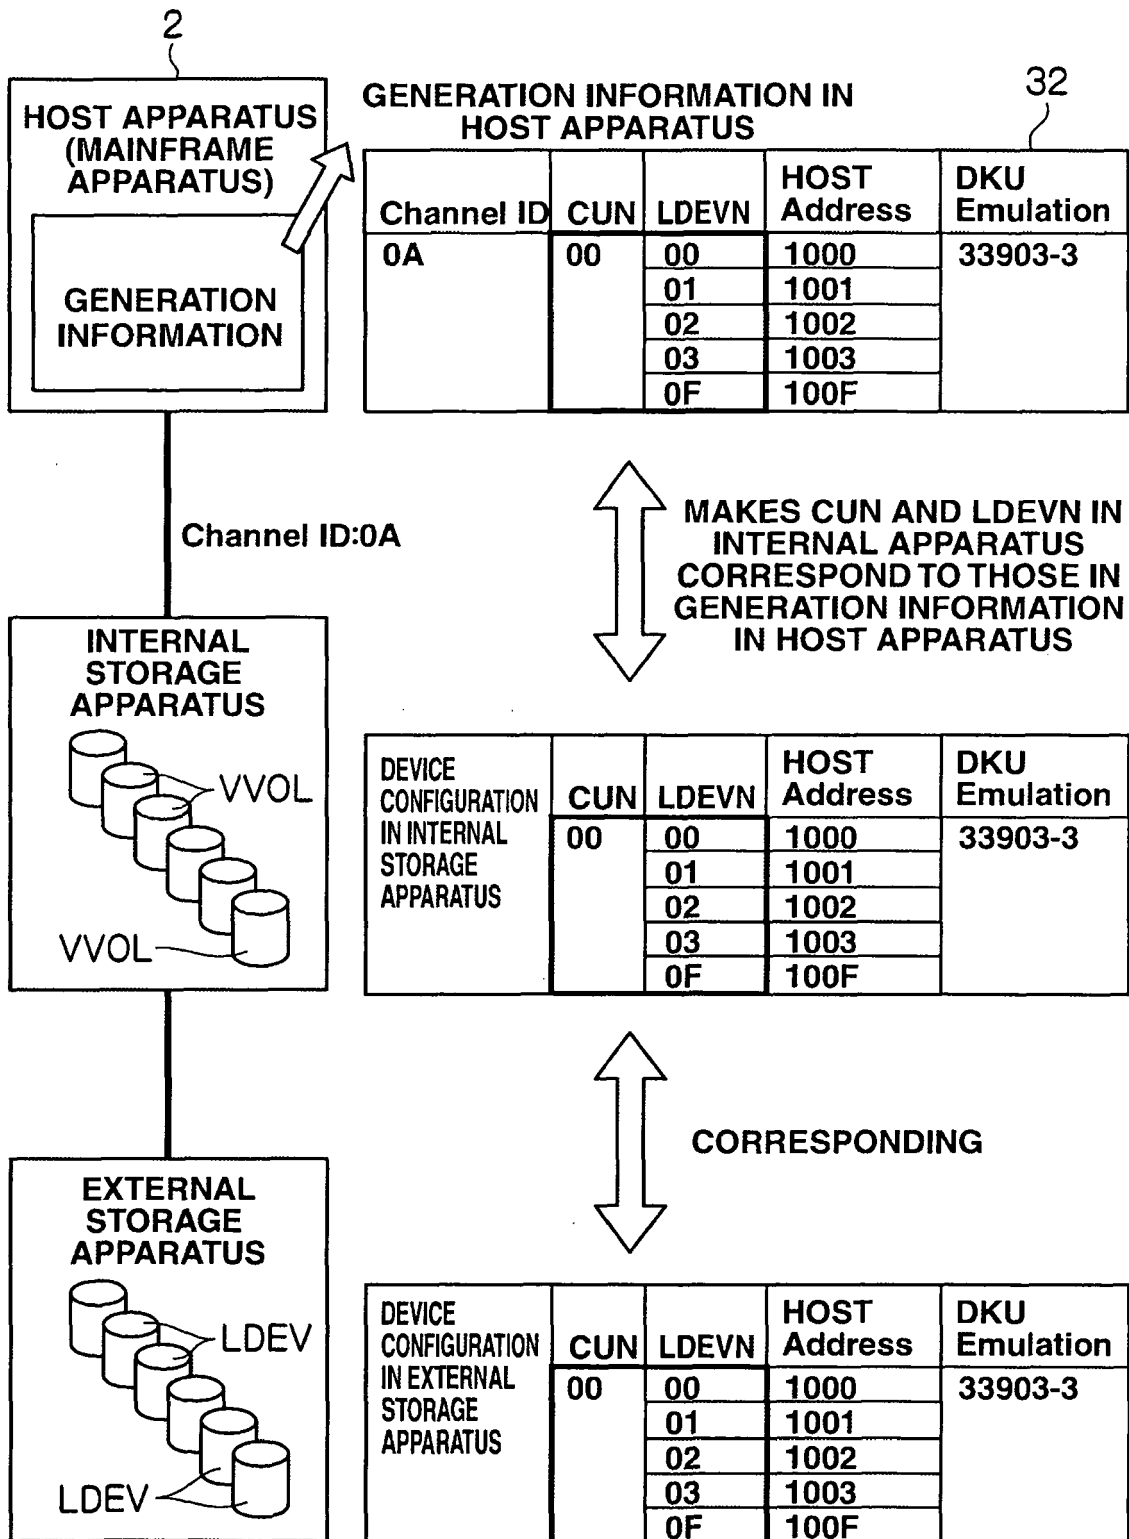 2
HOST APPARATUS
(MAINFRAME
APPARATUS)
GENERATION
INFORMATION
GENERATION INFORMATION IN
HOST APPARATUS
32
Channel ID CUN LDEVN HOST Address DKU Emulation
0A 00 00 1000 33903-3
01 1001
02 1002
03 1003
0F 100F
Channel ID:0A
MAKES CUN AND LDEVN IN
INTERNAL APPARATUS
CORRESPOND TO THOSE IN
GENERATION INFORMATION
IN HOST APPARATUS
INTERNAL
STORAGE
APPARATUS
VVOL
VVOL
DEVICE
CONFIGURATION
IN INTERNAL
STORAGE
APPARATUS
CUN LDEVN HOST Address DKU Emulation
00 00 1000 33903-3
01 1001
02 1002
03 1003
0F 100F
CORRESPONDING
EXTERNAL
STORAGE
APPARATUS
LDEV
LDEV
DEVICE
CONFIGURATION
IN EXTERNAL
STORAGE
APPARATUS
CUN LDEVN HOST Address DKU Emulation
00 00 1000 33903-3
01 1001
02 1002
03 1003
0F 100F